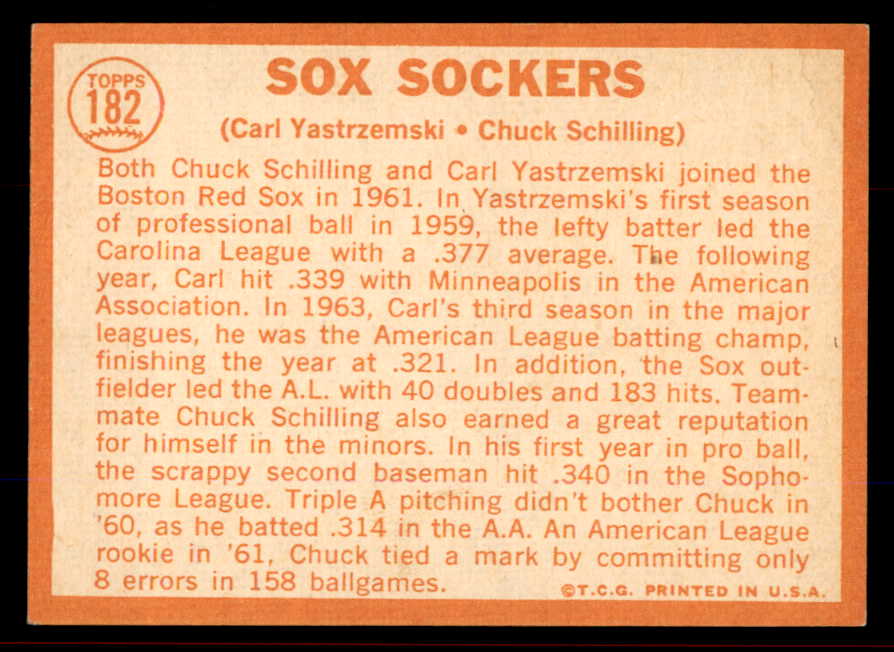 TOPPS
182
SOX SOCKERS
(Carl Yastrzemski • Chuck Schilling)
Both Chuck Schilling and Carl Yastrzemski joined the
Boston Red Sox in 1961. In Yastrzemski's first season
of professional ball in 1959, the lefty batter led the
Carolina League with a .377 average. The following
year, Carl hit .339 with Minneapolis in the American
Association. In 1963, Carl's third season in the major
leagues, he was the American League batting champ,
finishing the year at .321. In addition, the Sox out-
fielder led the A.L. with 40 doubles and 183 hits. Team-
mate Chuck Schilling also earned a great reputation
for himself in the minors. In his first year in pro ball,
the scrappy second baseman hit .340 in the Sopho-
more League. Triple A pitching didn't bother Chuck in
'60, as he batted .314 in the A.A. An American League
rookie in '61, Chuck tied a mark by committing only
8 errors in 158 ballgames.
©T.C.G. PRINTED IN U.S.A.